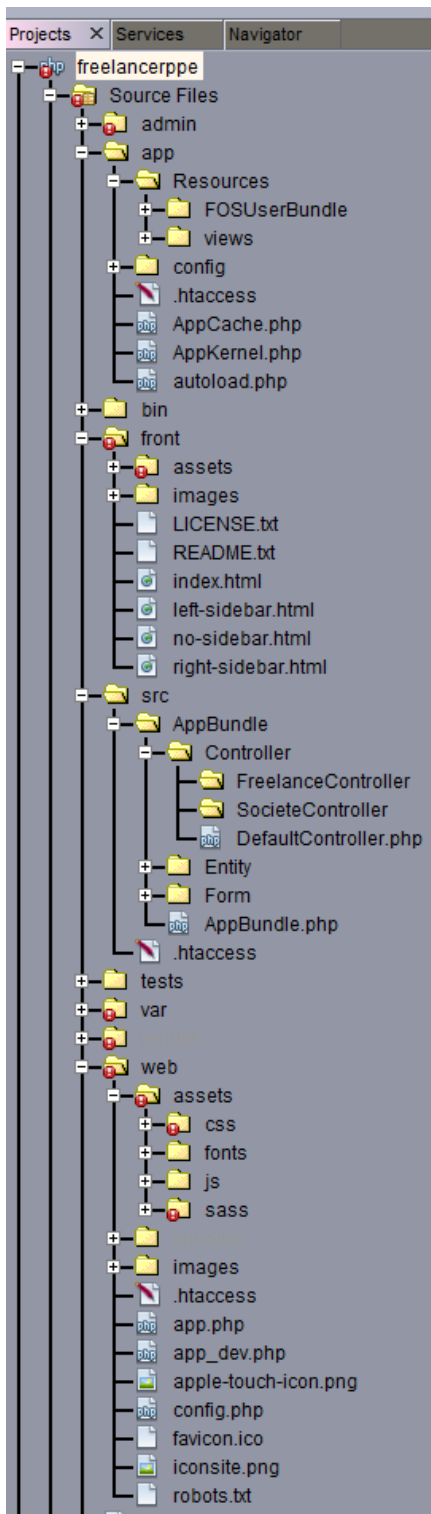 Projects Services Navigator
freelancerppe
Source Files
admin
app
Resources
FOSUserBundle
views
config
.htaccess
AppCache.php
AppKernel.php
autoload.php
bin
front
assets
images
LICENSE.txt
README.txt
index.html
left-sidebar.html
no-sidebar.html
right-sidebar.html
src
AppBundle
Controller
FreelanceController
SocieteController
DefaultController.php
Entity
Form
AppBundle.php
.htaccess
tests
var
web
assets
css
fonts
js
sass
images
.htaccess
app.php
app_dev.php
apple-touch-icon.png
config.php
favicon.ico
iconsite.png
robots.txt